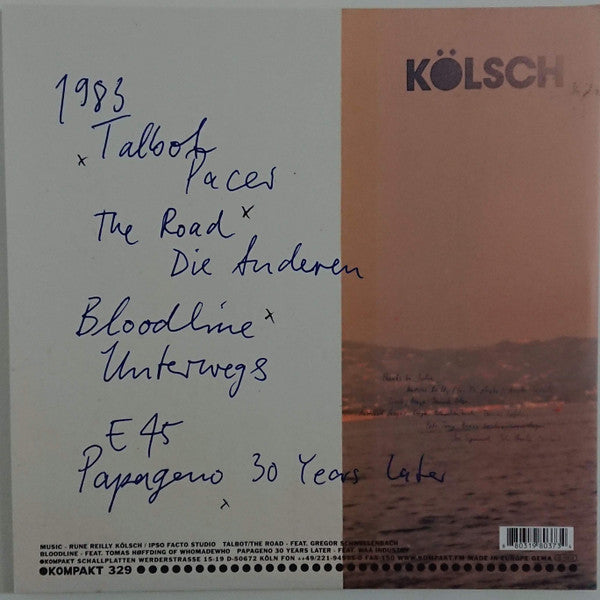 KÖLSCH
1983
Talbot
Pacer
The Road
Die Anderen
Bloodline
Unterwegs
E45
Papageno 30 Years Later
MUSIC - RUNE REILLY KÖLSCH / IPSO FACTO STUDIO TALBOT/THE ROAD - FEAT. GREGOR SCHWELLENBACH
BLOODLINE - FEAT. TOMAS HØFFDING OF WHOMADEWHO PAPAGENO 30 YEARS LATER - FEAT. WAA INDUSTRY
KOMPAKT SCHALLPLATTEN WERDERSTRASSE 15-19 D-50672 KÖLN FON ++49/221-94995-0 FAX-150 WWW.KOMPAKT.FM MADE IN EUROPE GEMA
KOMPAKT 329